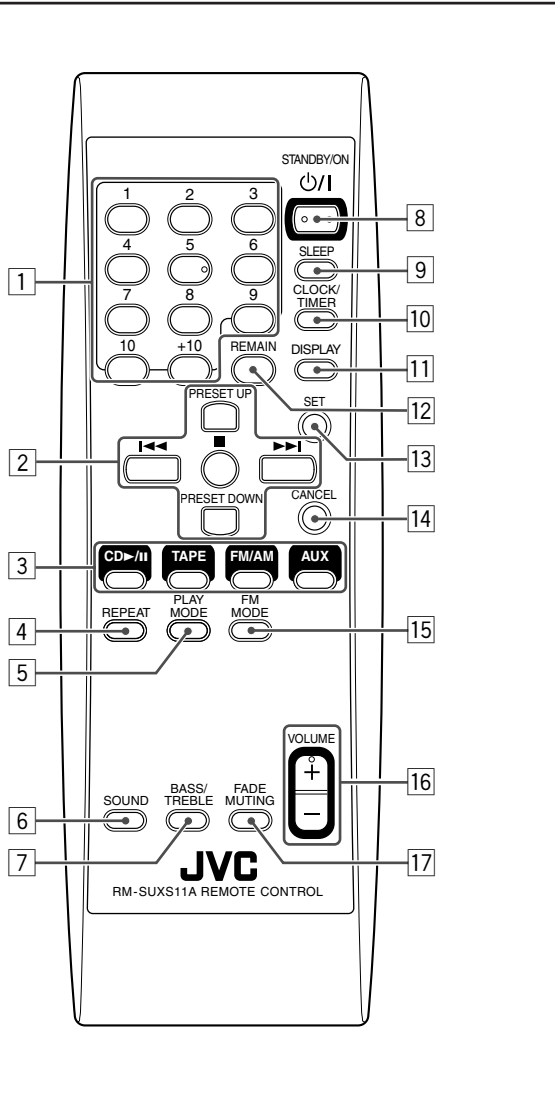 STANDBY/ON
⏻/I
1 2 3
8
4 5 6
SLEEP
9
1
7 8 9
CLOCK/
TIMER
10
10 +10
REMAIN
DISPLAY
11
PRESET UP
SET
12
2
13
PRESET DOWN
CANCEL
14
3
CD►/II TAPE FM/AM AUX
REPEAT
PLAY
MODE
FM
MODE
4
15
5
VOLUME
+
–
16
SOUND
BASS/
TREBLE
FADE
MUTING
6
7
17
JVC
RM-SUXS11A REMOTE CONTROL